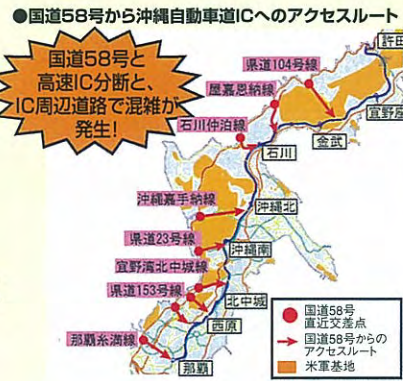 ●国道58号から沖縄自動車道ICへのアクセスルート
国道58号と
高速IC分断と、
IC周辺道路で混雑が
発生!
県道104号線
許田
屋嘉恩納線
宜野座
金武
石川仲泊線
石川
沖縄嘉手納線
沖縄北
県道23号線
沖縄南
宜野湾北中城線
県道153号線
北中城
西原
那覇糸満線
那覇
国道58号
直近交差点
国道58号からの
アクセスルート
米軍基地